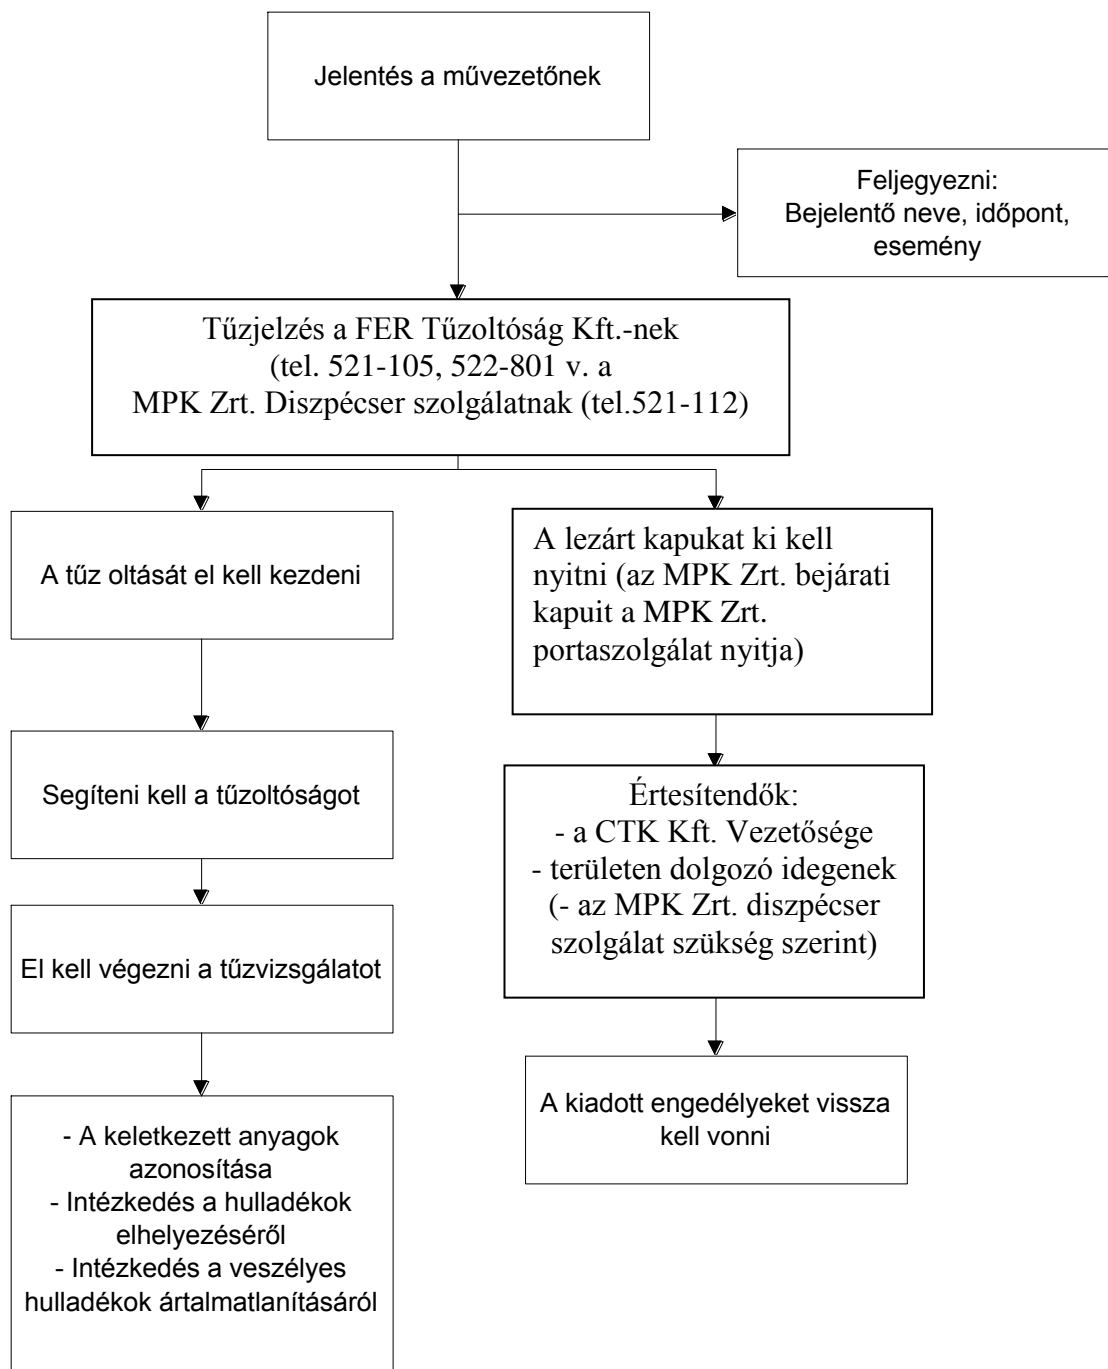 Jelentés a művezetőnek
Feljegyezni:
Bejelentő neve, időpont,
esemény
Tűzjelzés a FER Tűzoltóság Kft.-nek
(tel. 521-105, 522-801 v. a
MPK Zrt. Diszpécser szolgálatnak (tel.521-112)
A tűz oltását el kell kezdeni
A lezárt kapukat ki kell
nyitni (az MPK Zrt. bejárati
kapuit a MPK Zrt.
portaszolgálat nyitja)
Segíteni kell a tűzoltóságot
Értesítendők:
- a CTK Kft. Vezetősége
- területen dolgozó idegenek
(- az MPK Zrt. diszpécser
szolgálat szükség szerint)
El kell végezni a tűzvizsgálatot
A kiadott engedélyeket vissza
kell vonni
- A keletkezett anyagok
azonosítása
- Intézkedés a hulladékok
elhelyezéséről
- Intézkedés a veszélyes
hulladékok ártalmatlanításáról